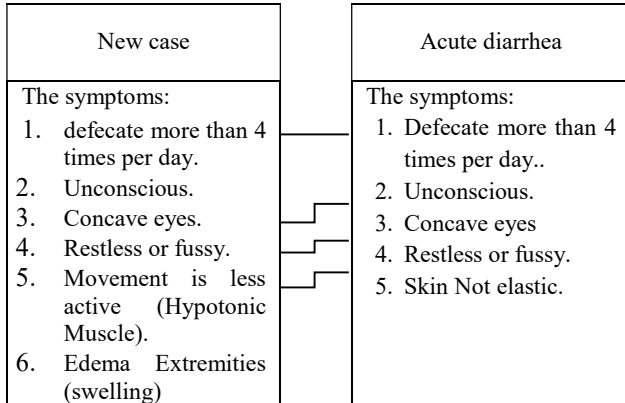 New case
The symptoms:
1. defecate more than 4
times per day.
2. Unconscious.
3. Concave eyes.
4. Restless or fussy.
5. Movement is less
active (Hypotonic
Muscle).
6. Edema Extremities
(swelling)
Acute diarrhea
The symptoms:
1. Defecate more than 4
times per day..
2. Unconscious.
3. Concave eyes
4. Restless or fussy.
5. Skin Not elastic.